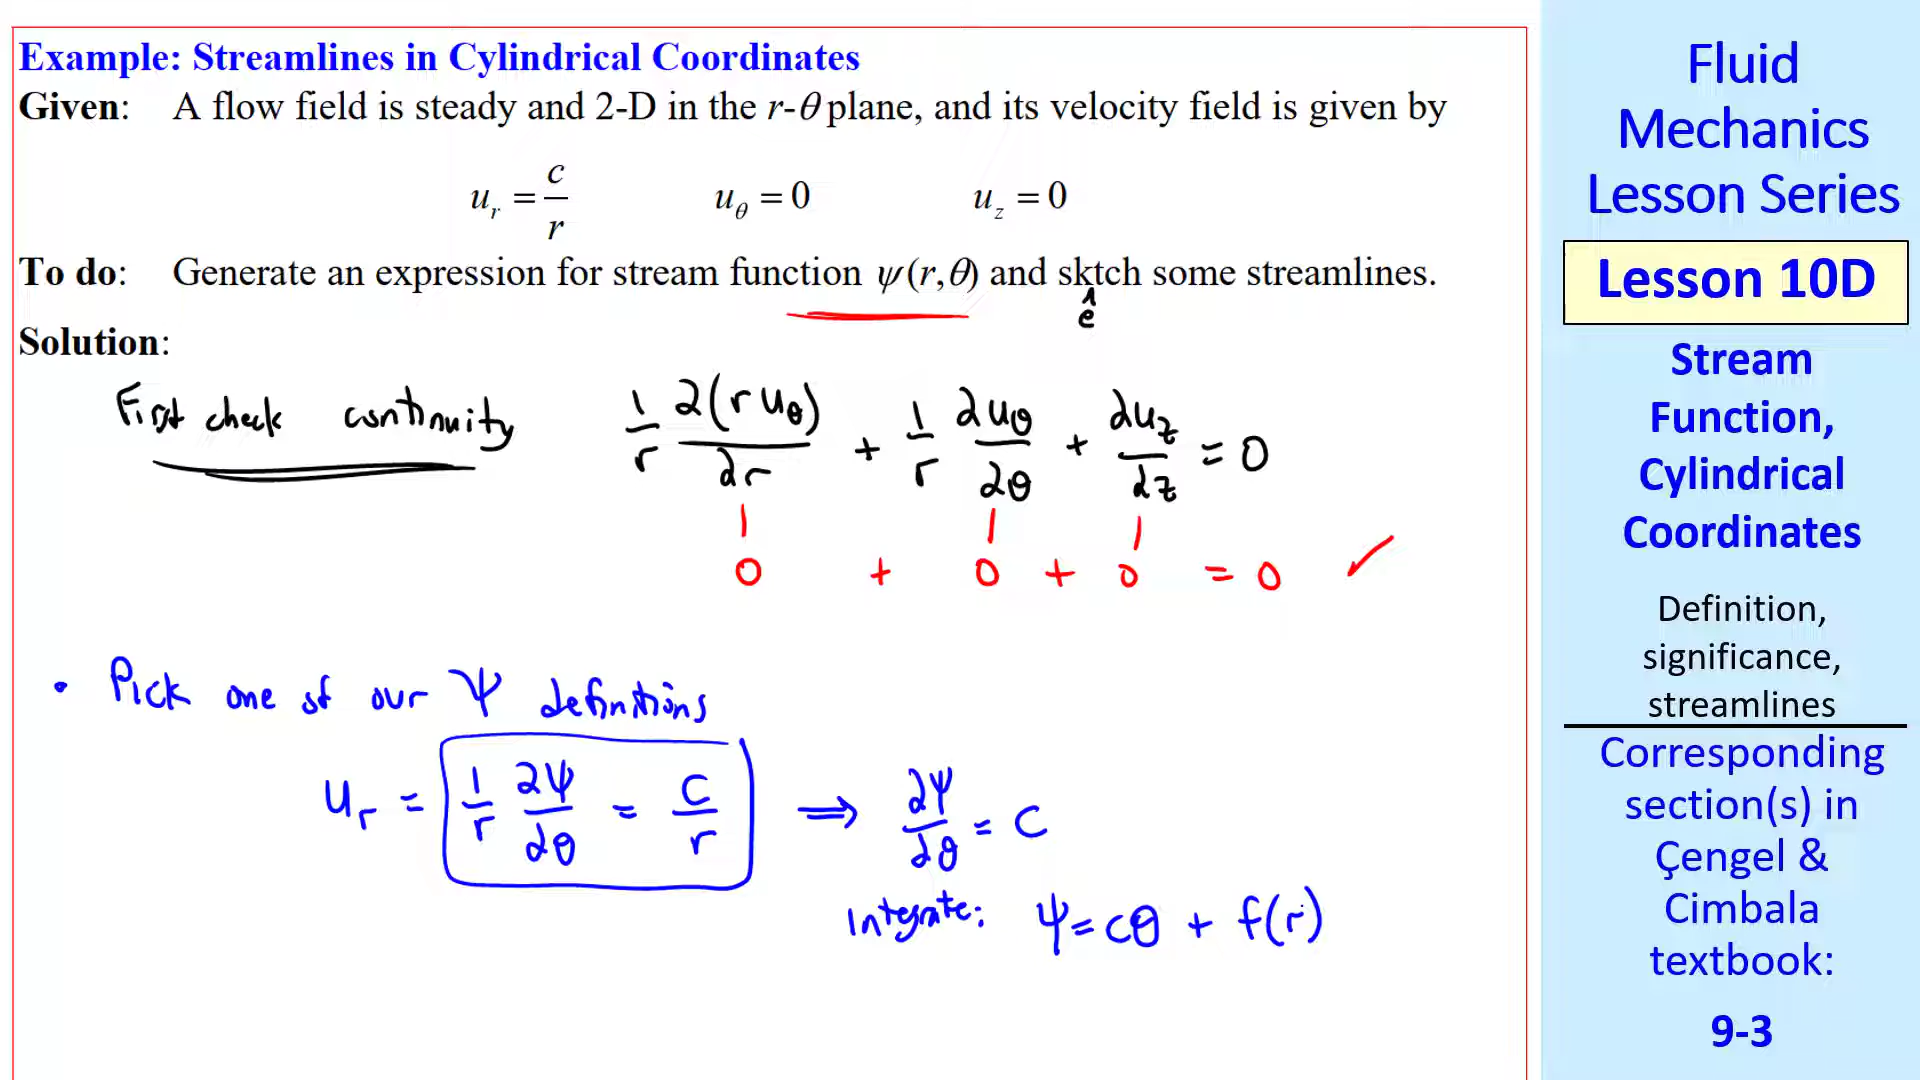 Example: Streamlines in Cylindrical Coordinates
Given: A flow field is steady and 2-D in the r-θ plane, and its velocity field is given by
u_r = c/r   u_θ = 0   u_z = 0
To do: Generate an expression for stream function ψ(r,θ) and sktch some streamlines.
^
e
Solution:
First check continuity   1/r ∂(r u_θ)/∂r + 1/r ∂u_θ/∂θ + ∂u_z/∂z = 0
0 + 0 + 0 = 0 ✓
• Pick one of our ψ definitions
u_r = 1/r ∂ψ/∂θ = c/r ⟹ ∂ψ/∂θ = c
Integrate: ψ = cθ + f(r)
Fluid
Mechanics
Lesson Series
Lesson 10D
Stream
Function,
Cylindrical
Coordinates
Definition,
significance,
streamlines
Corresponding
section(s) in
Çengel &
Cimbala
textbook:
9-3